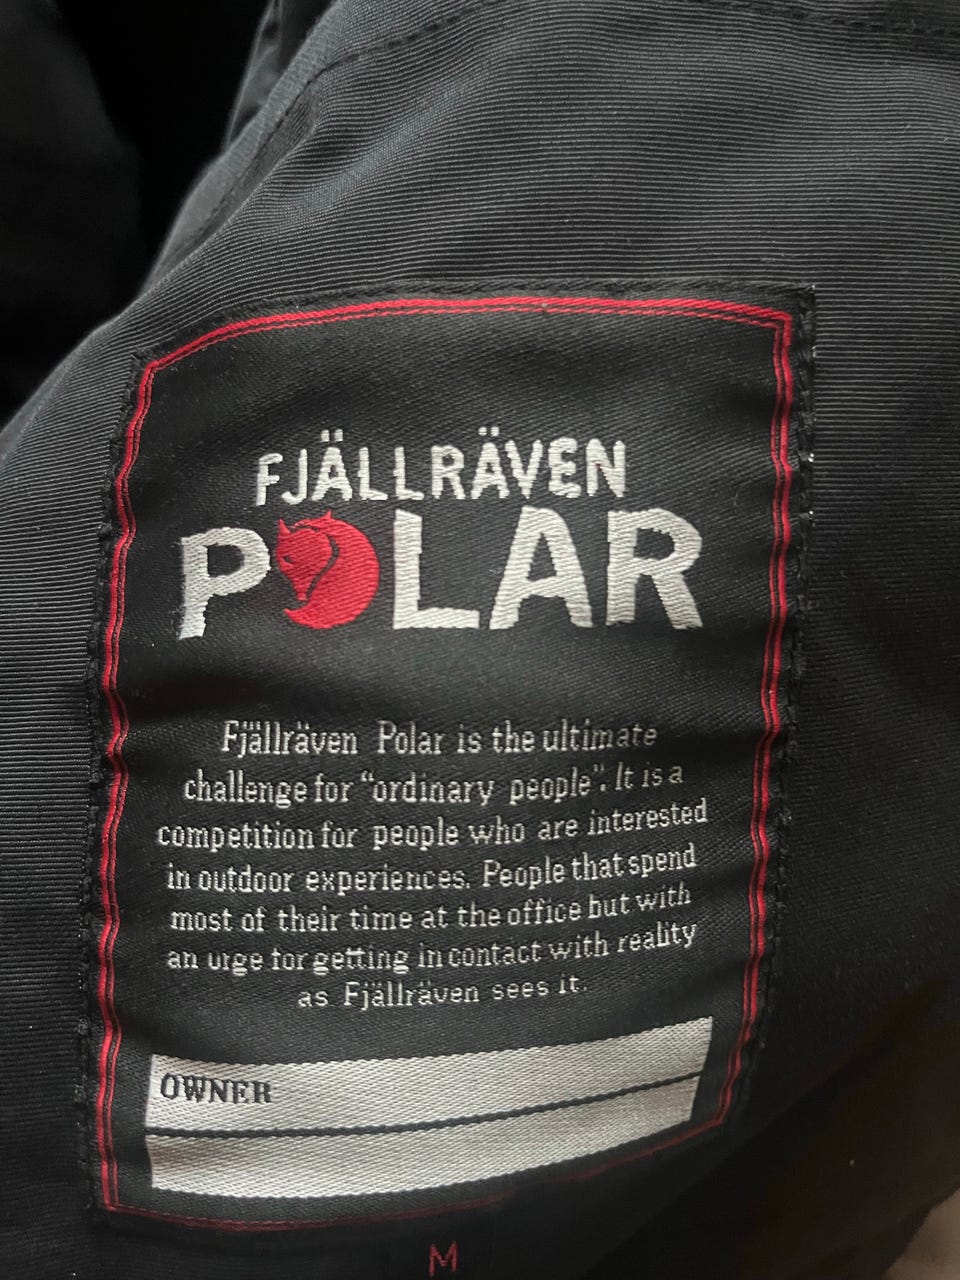 FJÄLLRÄVEN
POLAR
Fjällräven Polar is the ultimate
challenge for “ordinary people”. It is a
competition for people who are interested
in outdoor experiences. People that spend
most of their time at the office but with
an urge for getting in contact with reality
as Fjällräven sees it.
OWNER
M